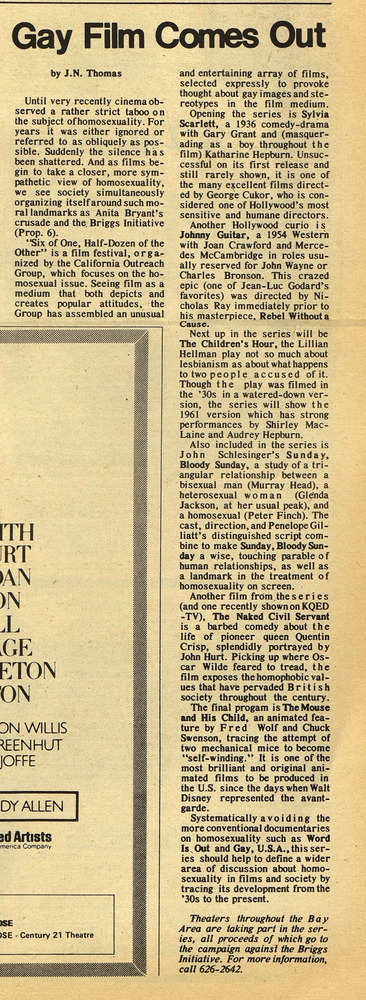 Gay Film Comes Out
by J.N. Thomas
Until very recently cinema ob-
served a rather strict taboo on
the subject of homosexuality. For
years it was either ignored or
referred to as obliquely as pos-
sible. Suddenly the silence has
been shattered. And as films be-
gin to take a closer, more sym-
pathetic view of homosexuality,
we see society simultaneously
organizing itself around such mo-
ral landmarks as Anita Bryant's
crusade and the Briggs Initiative
(Prop. 6).
"Six of One, Half-Dozen of the
Other" is a film festival, orga-
nized by the California Outreach
Group, which focuses on the ho-
mosexual issue. Seeing film as a
medium that both depicts and
creates popular attitudes, the
Group has assembled an unusual
and entertaining array of films,
selected expressly to provoke
thought about gay images and ste-
reotypes in the film medium.
Opening the series is Sylvia
Scarlett, a 1936 comedy-drama
with Gary Grant and (masquer-
ading as a boy throughout the
film) Katharine Hepburn. Unsuc-
cessful on its first release and
still rarely shown, it is one of
the many excellent films direct-
ed by George Cukor, who is con-
sidered one of Hollywood's most
sensitive and humane directors.
Another Hollywood curio is
Johnny Guitar, a 1954 Western
with Joan Crawford and Merce-
des McCambridge in roles usu-
ally reserved for John Wayne or
Charles Bronson. This crazed
epic (one of Jean-Luc Godard's
favorites) was directed by Ni-
cholas Ray immediately prior to
his masterpiece, Rebel Without a
Cause.
Next up in the series will be
The Children's Hour, the Lillian
Hellman play not so much about
lesbianism as about what happens
to two people accused of it.
Though the play was filmed in
the '30s in a watered-down ver-
sion, the series will show the
1961 version which has strong
performances by Shirley Mac-
Laine and Audrey Hepburn.
Also included in the series is
John Schlesinger's Sunday,
Bloody Sunday, a study of a tri-
angular relationship between a
bisexual man (Murray Head), a
heterosexual woman (Glenda
Jackson, at her usual peak), and
a homosexual (Peter Finch). The
cast, direction, and Penelope Gil-
liatt's distinguished script com-
bine to make Sunday, Bloody Sun-
day a wise, touching parable of
human relationships, as well as
a landmark in the treatment of
homosexuality on screen.
Another film from the series
(and one recently shown on KQED
-TV), The Naked Civil Servant
is a barbed comedy about the
life of pioneer queen Quentin
Crisp, splendidly portrayed by
John Hurt. Picking up where Os-
car Wilde feared to tread, the
film exposes the homophobic val-
ues that have pervaded British
society throughout the century.
The final progam is The Mouse
and His Child, an animated fea-
ture by Fred Wolf and Chuck
Swenson, tracing the attempt of
two mechanical mice to become
"self-winding." It is one of the
most brilliant and original ani-
mated films to be produced in
the U.S. since the days when Walt
Disney represented the avant-
garde.
Systematically avoiding the
more conventional documentaries
on homosexuality such as Word
Is Out and Gay, U.S.A., this ser-
ies should help to define a wider
area of discussion about homo-
sexuality in films and society by
tracing its development from the
'30s to the present.
Theaters throughout the Bay
Area are taking part in the ser-
ies, all proceeds of which go to
the campaign against the Briggs
Initiative. For more information,
call 626-2642.
ITH
URT
DAN
ON
LL
AGE
ETON
TON
ON WILLIS
REENHUT
JOFFE
DY ALLEN
ed Artists
merica Company
OSE
OSE - Century 21 Theatre